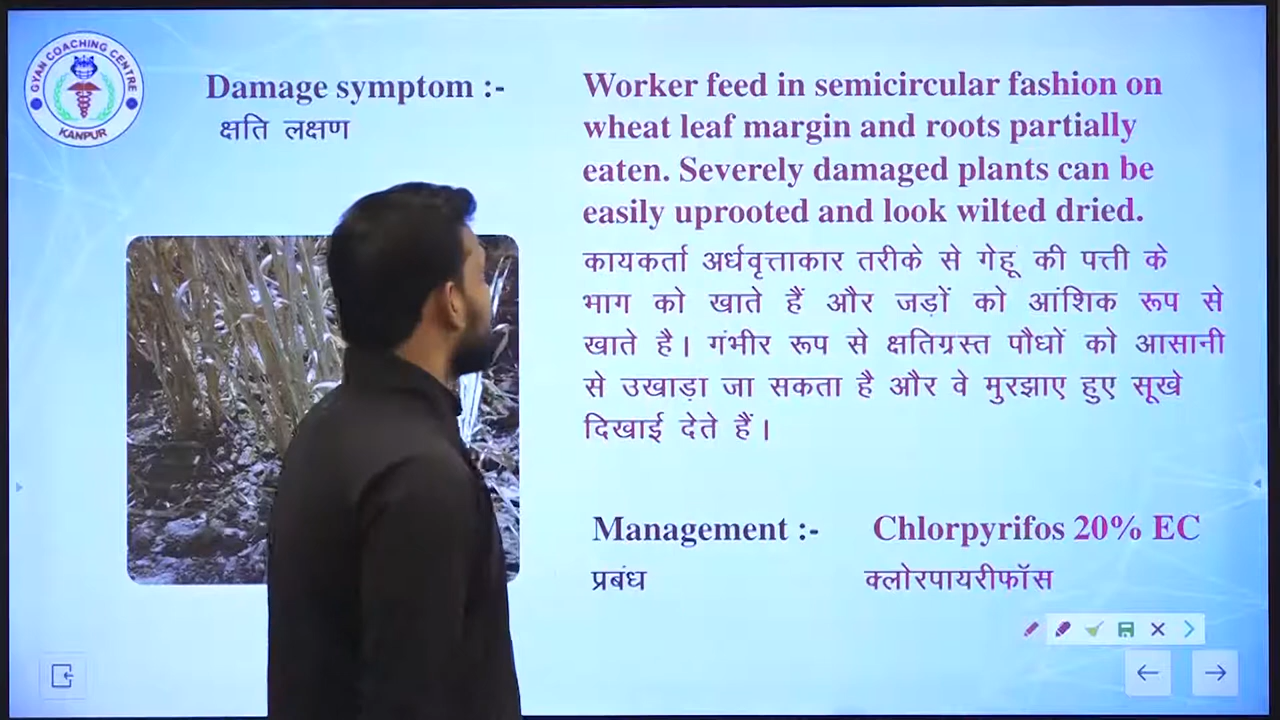 GYAN COACHING CENTRE
KANPUR
Damage symptom :-
क्षति लक्षण
Worker feed in semicircular fashion on
wheat leaf margin and roots partially
eaten. Severely damaged plants can be
easily uprooted and look wilted dried.
कायकर्ता अर्धवृत्ताकार तरीके से गेहू की पत्ती के
भाग को खाते हैं और जड़ों को आंशिक रूप से
खाते है। गंभीर रूप से क्षतिग्रस्त पौधों को आसानी
से उखाड़ा जा सकता है और वे मुरझाए हुए सूखे
दिखाई देते हैं।
Management :-
Chlorpyrifos 20% EC
प्रबंध
क्लोरपायरीफॉस